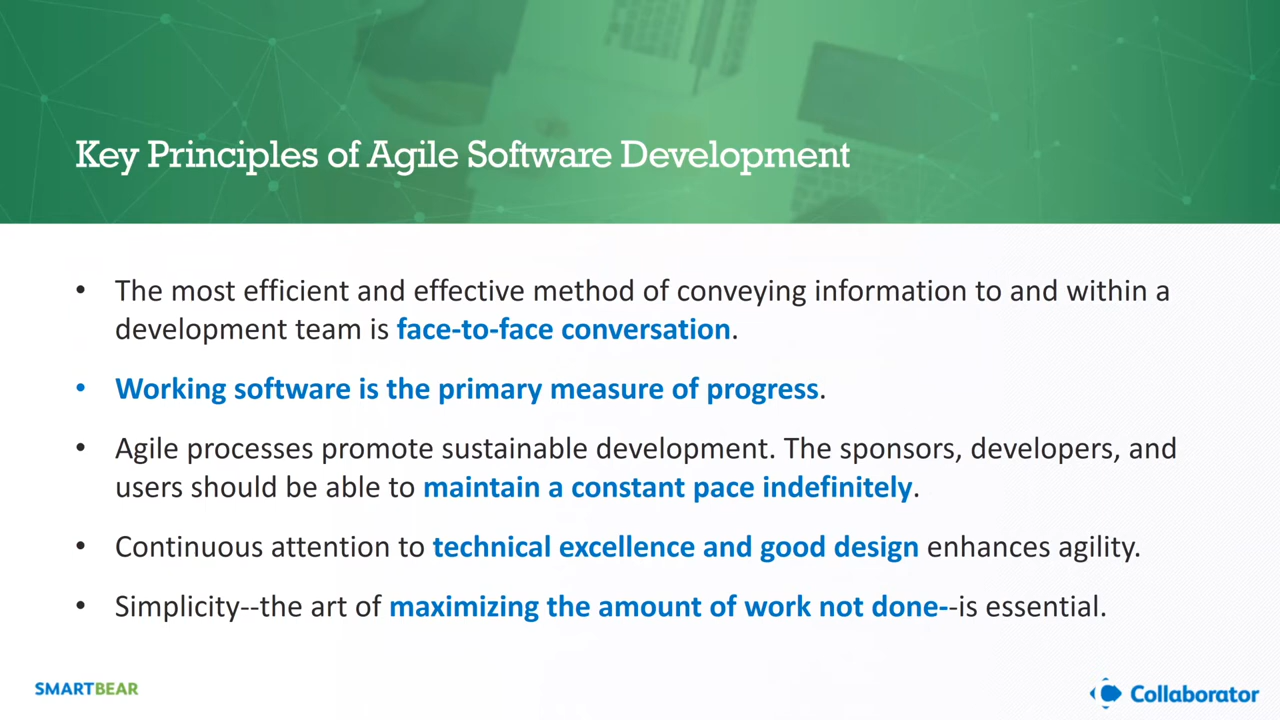 Key Principles of Agile Software Development
• The most efficient and effective method of conveying information to and within a
development team is face-to-face conversation.
• Working software is the primary measure of progress.
• Agile processes promote sustainable development. The sponsors, developers, and
users should be able to maintain a constant pace indefinitely.
• Continuous attention to technical excellence and good design enhances agility.
• Simplicity--the art of maximizing the amount of work not done--is essential.
SMARTBEAR
Collaborator